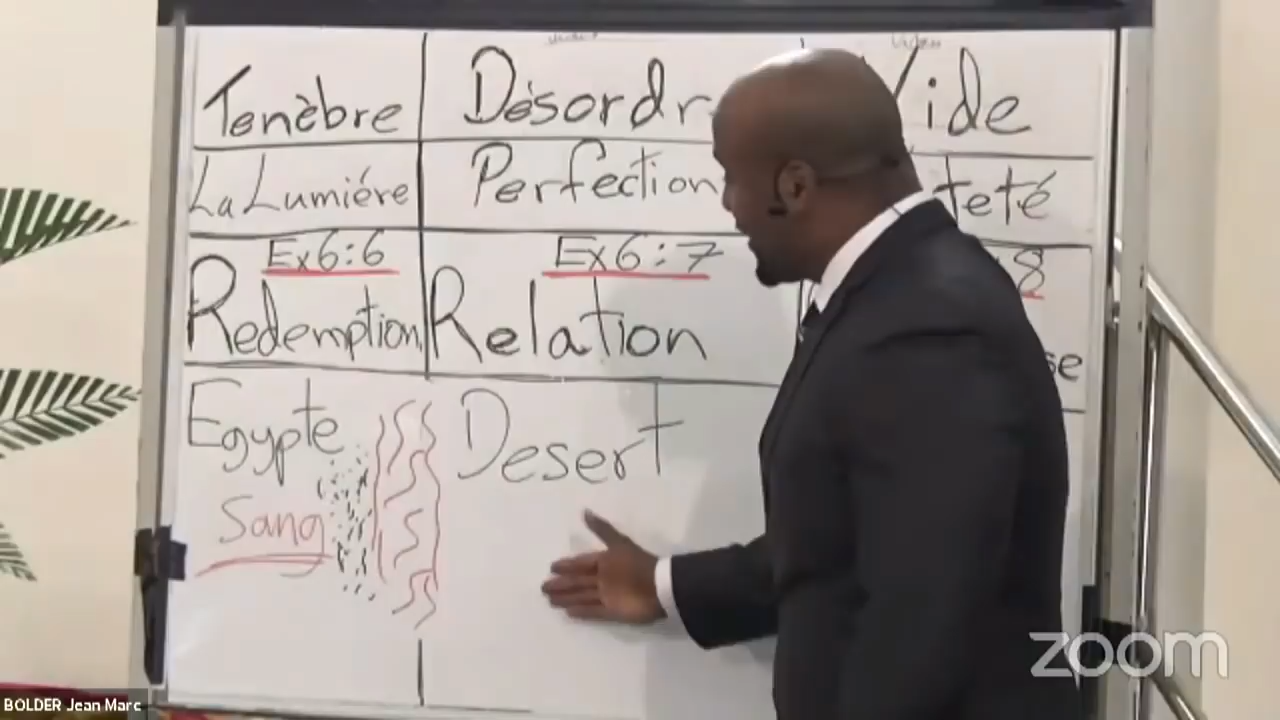 Tenèbre Désordr ide
La Lumiére Perfection teté
Ex6:6 Ex6:7 8
Redemption Relation se
Egypte Desert
Sang
zoom
BOLDER Jean Marc